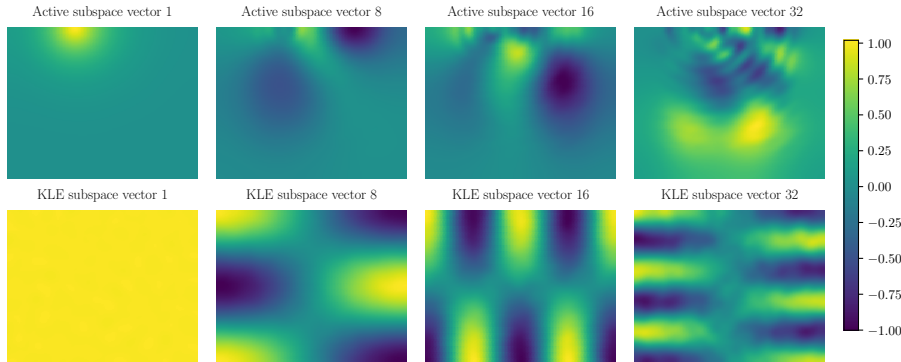 Active subspace vector 1
Active subspace vector 8
Active subspace vector 16
Active subspace vector 32
KLE subspace vector 1
KLE subspace vector 8
KLE subspace vector 16
KLE subspace vector 32
1.00
0.75
0.50
0.25
0.00
−0.25
−0.50
−0.75
−1.00